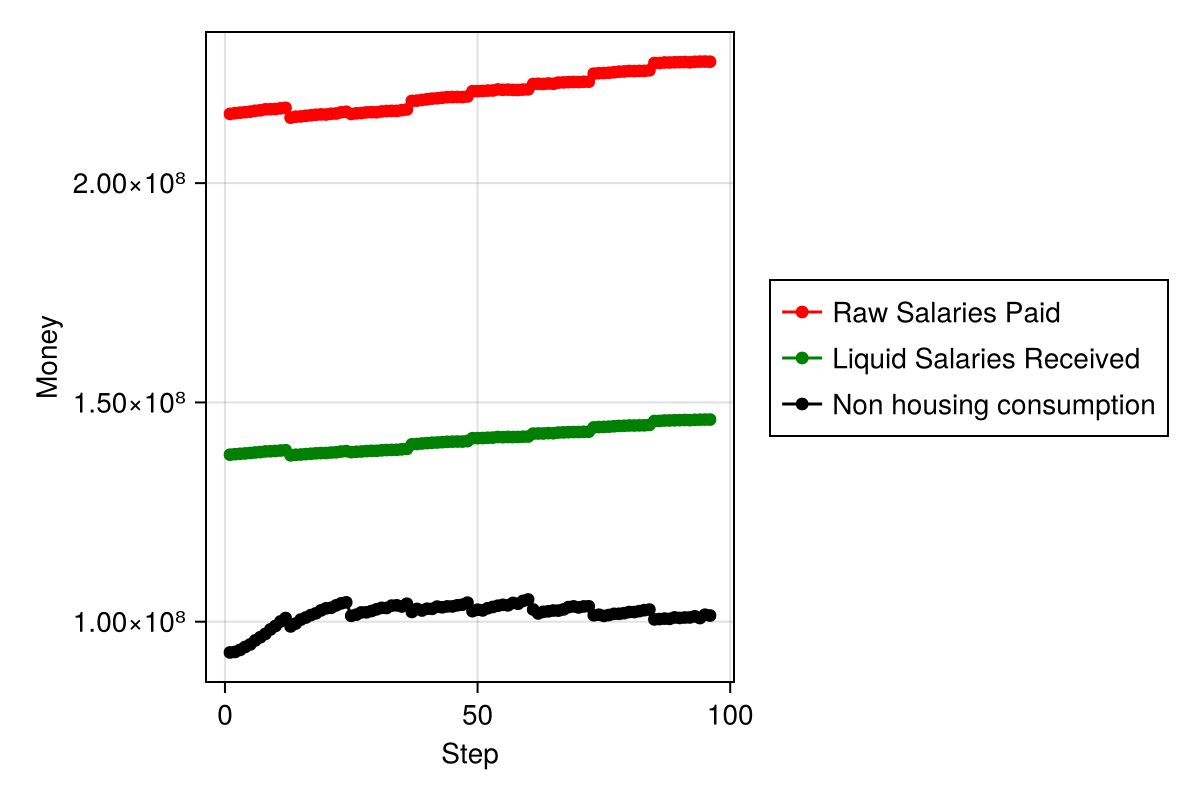 2.00×10⁸
1.50×10⁸
1.00×10⁸
Money
0 50 100
Step
Raw Salaries Paid
Liquid Salaries Received
Non housing consumption